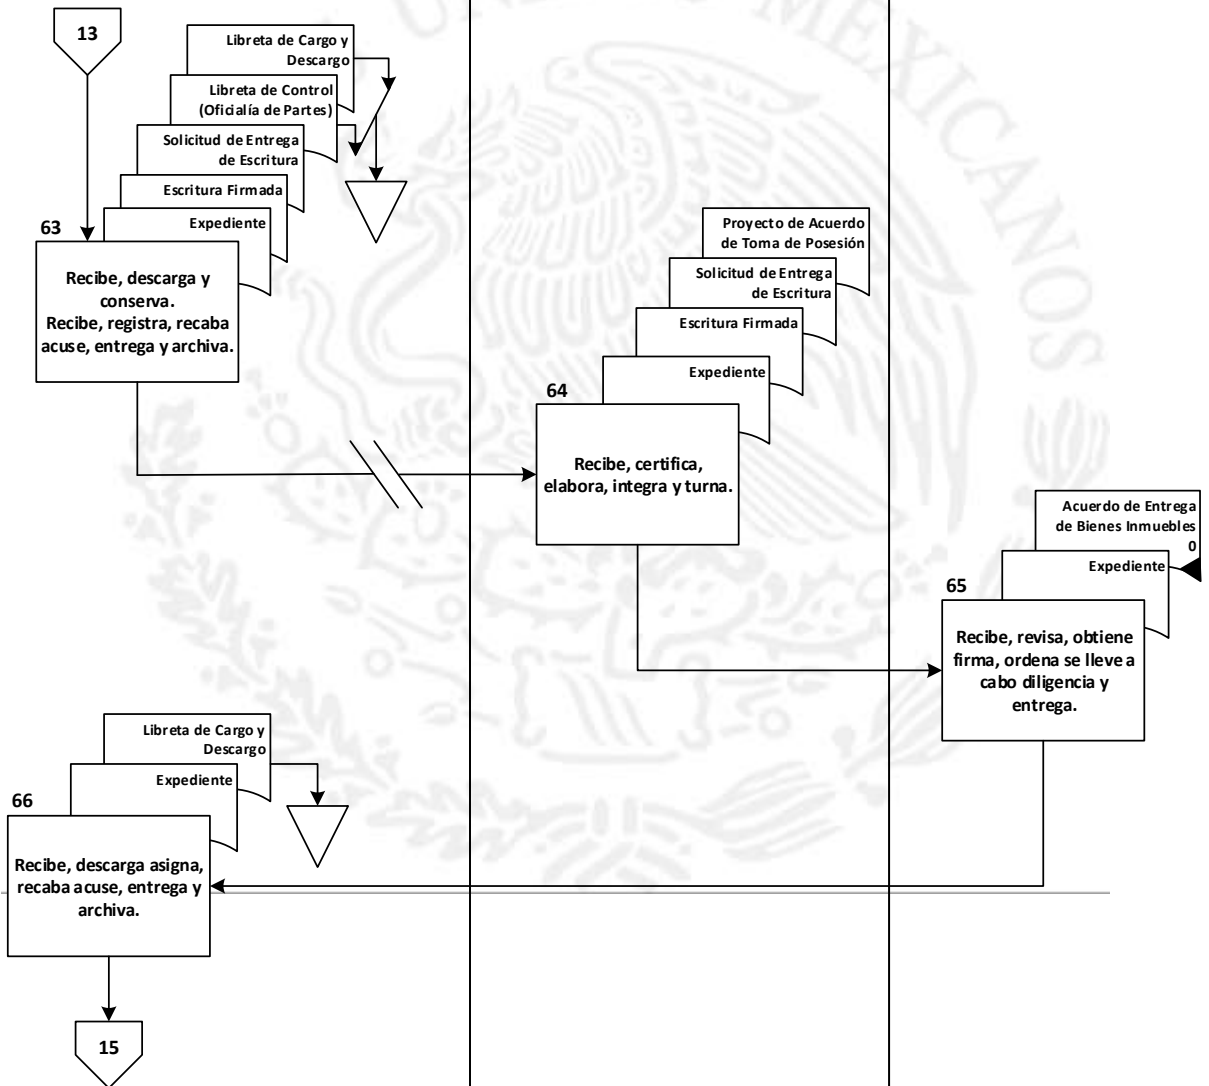 UNIDOS MEXICANOS
13
Libreta de Cargo y
Descargo
Libreta de Control
(Oficialía de Partes)
Solicitud de Entrega
de Escritura
Escritura Firmada
Expediente
63
Recibe, descarga y
conserva.
Recibe, registra, recaba
acuse, entrega y archiva.
Proyecto de Acuerdo
de Toma de Posesión
Solicitud de Entrega
de Escritura
Escritura Firmada
Expediente
64
Recibe, certifica,
elabora, integra y turna.
Acuerdo de Entrega
de Bienes Inmuebles
0
Expediente
65
Recibe, revisa, obtiene
firma, ordena se lleve a
cabo diligencia y
entrega.
Libreta de Cargo y
Descargo
Expediente
66
Recibe, descarga asigna,
recaba acuse, entrega y
archiva.
15